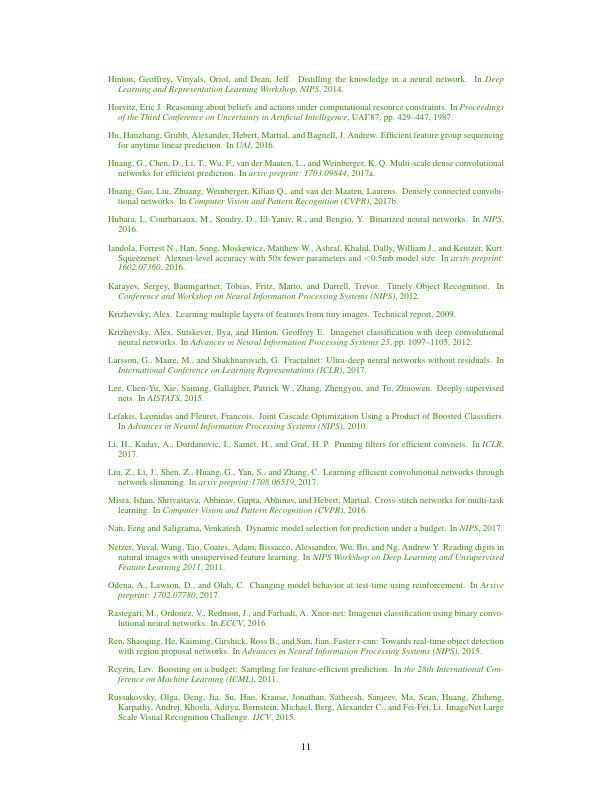 Hinton, Geoffrey, Vinyals, Oriol, and Dean, Jeff. Distilling the knowledge in a neural network. In Deep
Learning and Representation Learning Workshop, NIPS, 2014.
Horvitz, Eric J. Reasoning about beliefs and actions under computational resource constraints. In Proceedings
of the Third Conference on Uncertainty in Artificial Intelligence, UAI'87, pp. 429–447, 1987.
Hu, Hanzhang, Grubb, Alexander, Hebert, Martial, and Bagnell, J. Andrew. Efficient feature group sequencing
for anytime linear prediction. In UAI, 2016.
Huang, G., Chen, D., Li, T., Wu, F., van der Maaten, L., and Weinberger, K. Q. Multi-scale dense convolutional
networks for efficient prediction. In arxiv preprint: 1703.09844, 2017a.
Huang, Gao, Liu, Zhuang, Weinberger, Kilian Q., and van der Maaten, Laurens. Densely connected convolu-
tional networks. In Computer Vision and Pattern Recognition (CVPR), 2017b.
Hubara, I., Courbariaux, M., Soudry, D., El-Yaniv, R., and Bengio, Y. Binarized neural networks. In NIPS,
2016.
Iandola, Forrest N., Han, Song, Moskewicz, Matthew W., Ashraf, Khalid, Dally, William J., and Keutzer, Kurt.
Squeezenet: Alexnet-level accuracy with 50x fewer parameters and <0.5mb model size. In arxiv preprint:
1602.07360, 2016.
Karayev, Sergey, Baumgartner, Tobias, Fritz, Mario, and Darrell, Trevor. Timely Object Recognition. In
Conference and Workshop on Neural Information Processing Systems (NIPS), 2012.
Krizhevsky, Alex. Learning multiple layers of features from tiny images. Technical report, 2009.
Krizhevsky, Alex, Sutskever, Ilya, and Hinton, Geoffrey E. Imagenet classification with deep convolutional
neural networks. In Advances in Neural Information Processing Systems 25, pp. 1097–1105, 2012.
Larsson, G., Maire, M., and Shakhnarovich, G. Fractalnet: Ultra-deep neural networks without residuals. In
International Conference on Learning Representations (ICLR), 2017.
Lee, Chen-Yu, Xie, Saining, Gallagher, Patrick W., Zhang, Zhengyou, and Tu, Zhuowen. Deeply-supervised
nets. In AISTATS, 2015.
Lefakis, Leonidas and Fleuret, Francois. Joint Cascade Optimization Using a Product of Boosted Classifiers.
In Advances in Neural Information Processing Systems (NIPS), 2010.
Li, H., Kadav, A., Durdanovic, I., Samet, H., and Graf, H. P. Pruning filters for efficient convnets. In ICLR,
2017.
Liu, Z., Li, J., Shen, Z., Huang, G., Yan, S., and Zhang, C. Learning efficient convolutional networks through
network slimming. In arxiv preprint:1708.06519, 2017.
Misra, Ishan, Shrivastava, Abhinav, Gupta, Abhinav, and Hebert, Martial. Cross-stitch networks for multi-task
learning. In Computer Vision and Pattern Recognition (CVPR), 2016.
Nan, Feng and Saligrama, Venkatesh. Dynamic model selection for prediction under a budget. In NIPS, 2017.
Netzer, Yuval, Wang, Tao, Coates, Adam, Bissacco, Alessandro, Wu, Bo, and Ng, Andrew Y. Reading digits in
natural images with unsupervised feature learning. In NIPS Workshop on Deep Learning and Unsupervised
Feature Learning 2011, 2011.
Odena, A., Lawson, D., and Olah, C. Changing model behavior at test-time using reinforcement. In Arxive
preprint: 1702.07780, 2017.
Rastegari, M., Ordonez, V., Redmon, J., and Farhadi, A. Xnor-net: Imagenet classification using binary convo-
lutional neural networks. In ECCV, 2016.
Ren, Shaoqing, He, Kaiming, Girshick, Ross B., and Sun, Jian. Faster r-cnn: Towards real-time object detection
with region proposal networks. In Advances in Neural Information Processing Systems (NIPS), 2015.
Reyzin, Lev. Boosting on a budget: Sampling for feature-efficient prediction. In the 28th International Con-
ference on Machine Learning (ICML), 2011.
Russakovsky, Olga, Deng, Jia, Su, Hao, Krause, Jonathan, Satheesh, Sanjeev, Ma, Sean, Huang, Zhiheng,
Karpathy, Andrej, Khosla, Aditya, Bernstein, Michael, Berg, Alexander C., and Fei-Fei, Li. ImageNet Large
Scale Visual Recognition Challenge. IJCV, 2015.
11